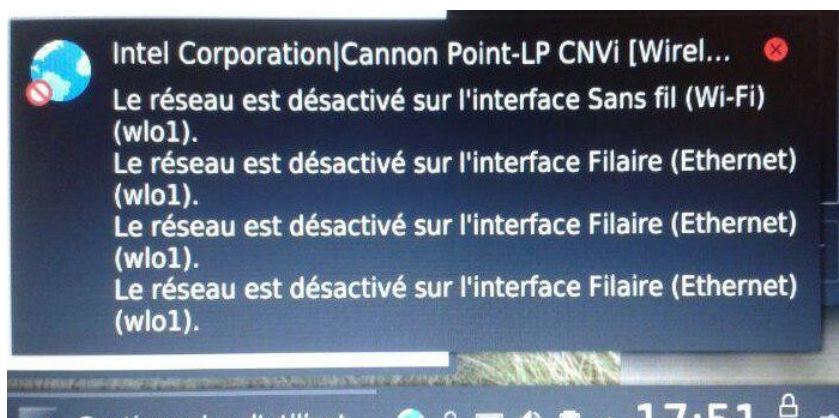 Intel Corporation|Cannon Point-LP CNVi [Wirel...
Le réseau est désactivé sur l'interface Sans fil (Wi-Fi)
(wlo1).
Le réseau est désactivé sur l'interface Filaire (Ethernet)
(wlo1).
Le réseau est désactivé sur l'interface Filaire (Ethernet)
(wlo1).
Le réseau est désactivé sur l'interface Filaire (Ethernet)
(wlo1).
17:51